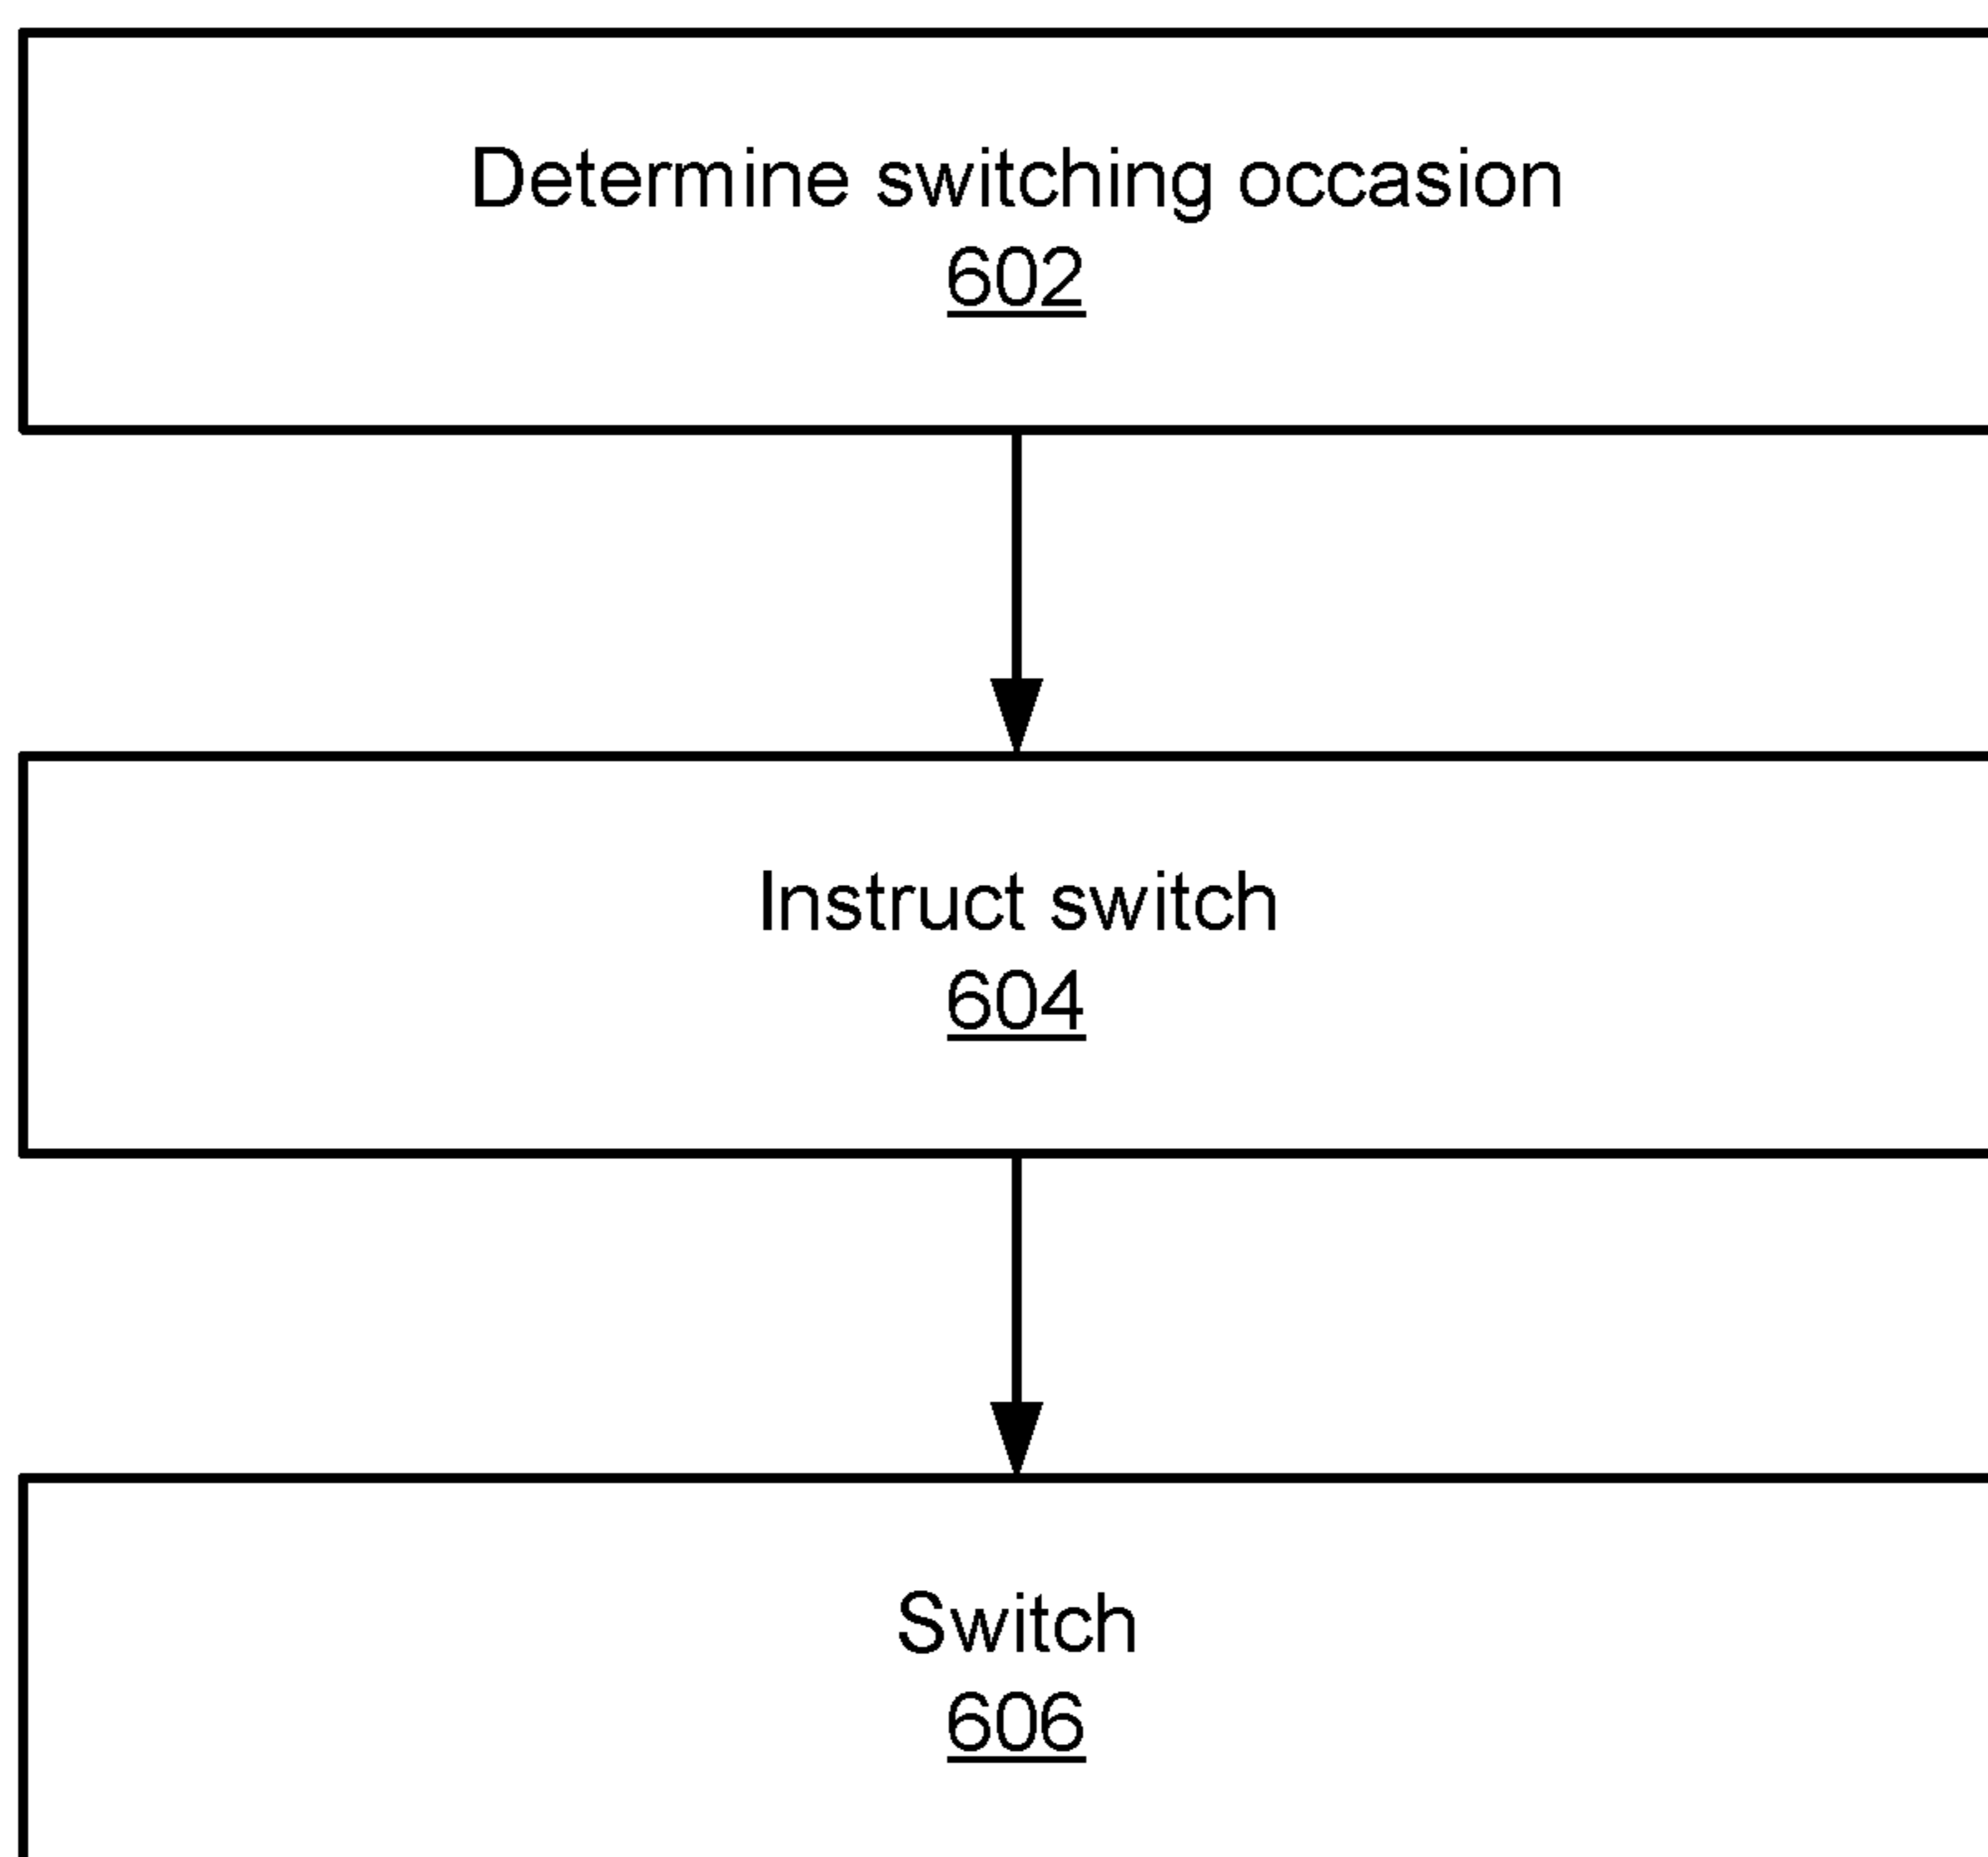 Determine switching occasion
602
Instruct switch
604
Switch
606